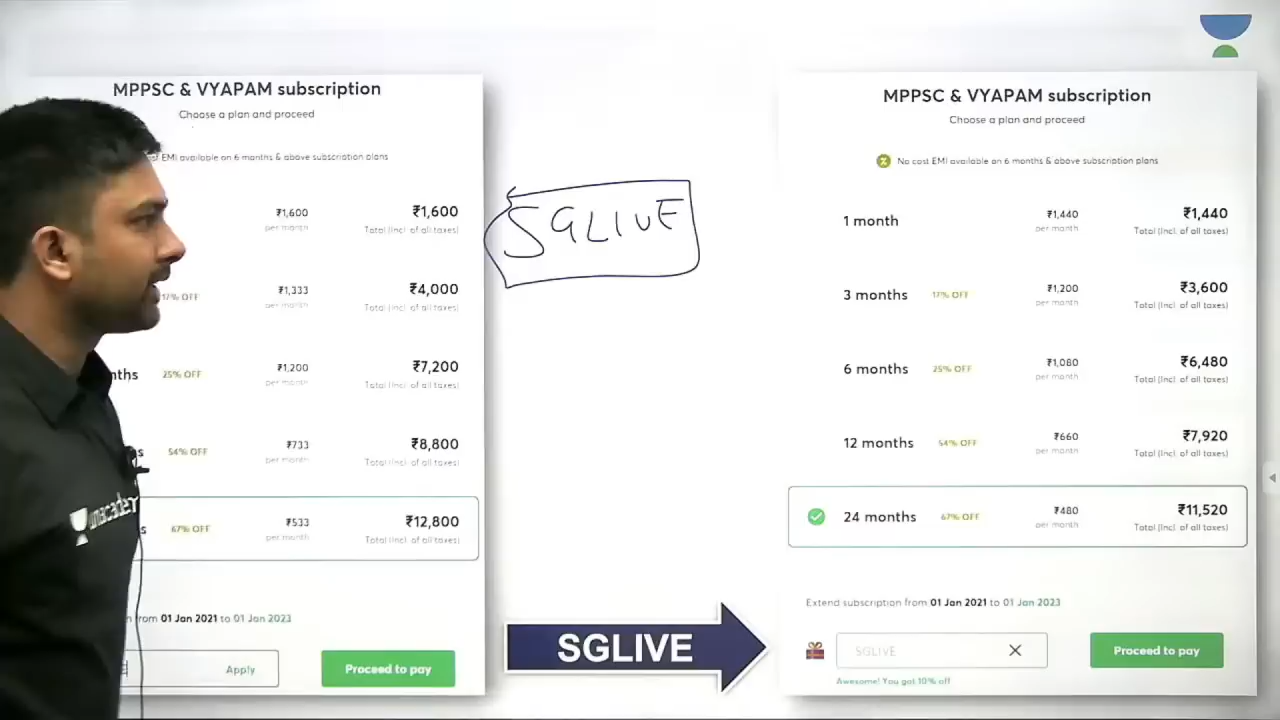 MPPSC & VYAPAM subscription
Choose a plan and proceed
EMI available on 6 months & above subscription plans
₹1,600 ₹1,600
per month Total (Incl. of all taxes)
17% OFF ₹1,333 ₹4,000
per month Total (Incl. of all taxes)
nths 25% OFF ₹1,200 ₹7,200
per month Total (Incl. of all taxes)
s 54% OFF ₹733 ₹8,800
per month Total (Incl. of all taxes)
s 67% OFF ₹533 ₹12,800
per month Total (Incl. of all taxes)
from 01 Jan 2021 to 01 Jan 2023
Apply Proceed to pay
unacademy
SGLIVE
SGLIVE
MPPSC & VYAPAM subscription
Choose a plan and proceed
No cost EMI available on 6 months & above subscription plans
1 month ₹1,440 ₹1,440
per month Total (Incl. of all taxes)
3 months 17% OFF ₹1,200 ₹3,600
per month Total (Incl. of all taxes)
6 months 25% OFF ₹1,080 ₹6,480
per month Total (Incl. of all taxes)
12 months 54% OFF ₹660 ₹7,920
per month Total (Incl. of all taxes)
24 months 67% OFF ₹480 ₹11,520
per month Total (Incl. of all taxes)
Extend subscription from 01 Jan 2021 to 01 Jan 2023
SGLIVE Proceed to pay
Awesome! You got 10% off